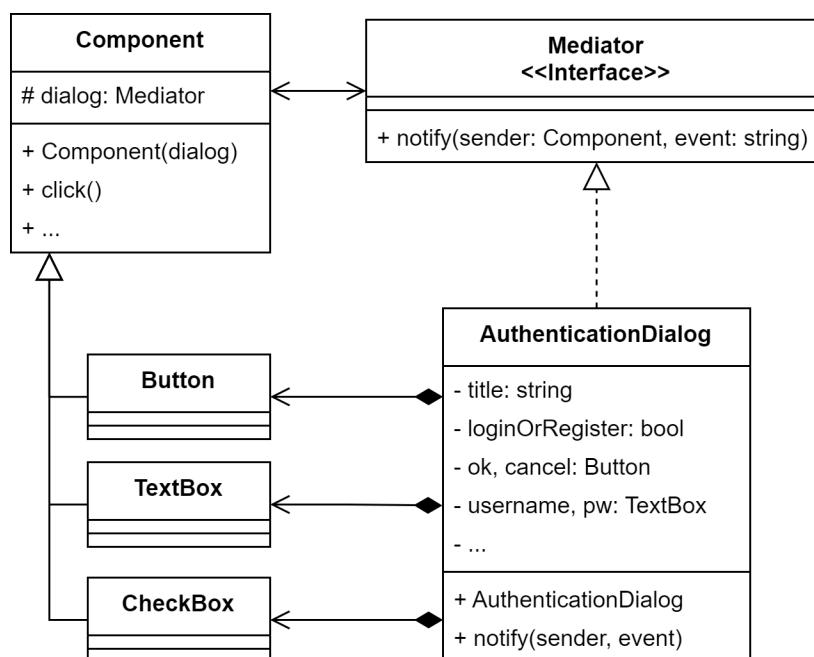 Component
# dialog: Mediator
+ Component(dialog)
+ click()
+ ...
Mediator
<<Interface>>
+ notify(sender: Component, event: string)
Button
TextBox
CheckBox
AuthenticationDialog
- title: string
- loginOrRegister: bool
- ok, cancel: Button
- username, pw: TextBox
- ...
+ AuthenticationDialog
+ notify(sender, event)